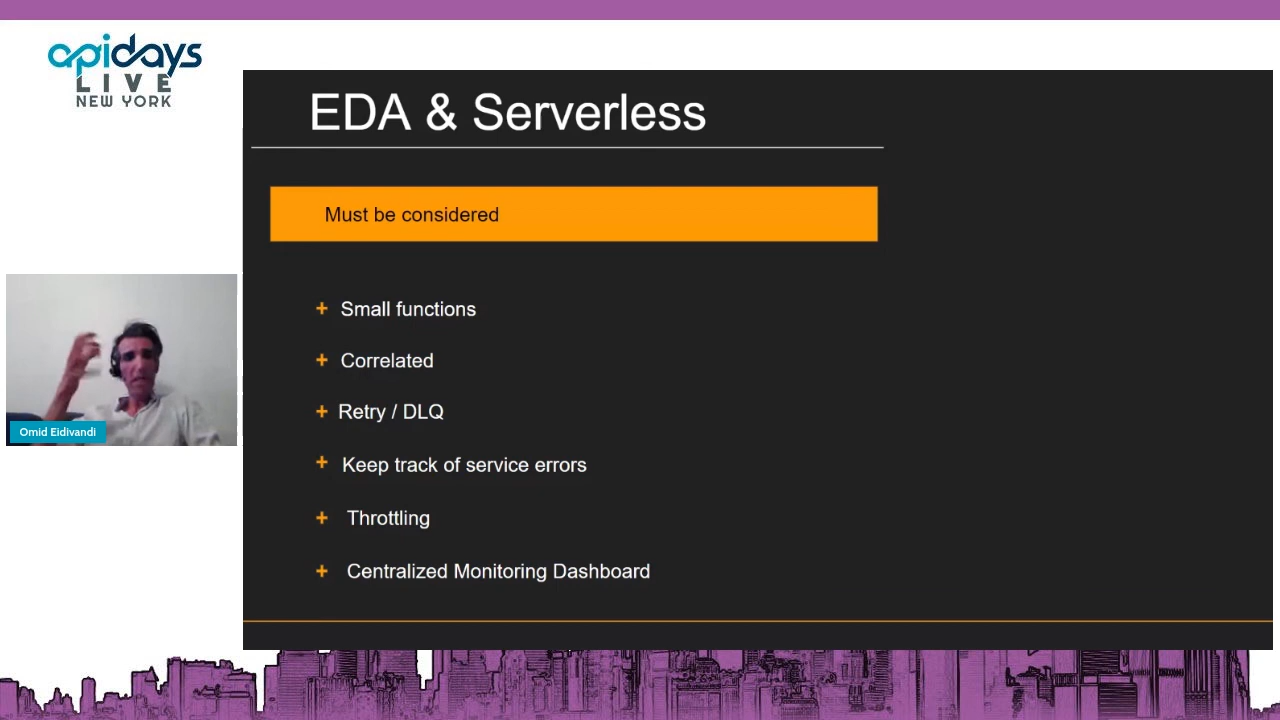 apidays
LIVE
NEW YORK
EDA & Serverless
Must be considered
+ Small functions
+ Correlated
+ Retry / DLQ
+ Keep track of service errors
+ Throttling
+ Centralized Monitoring Dashboard
Omid Eidivandi